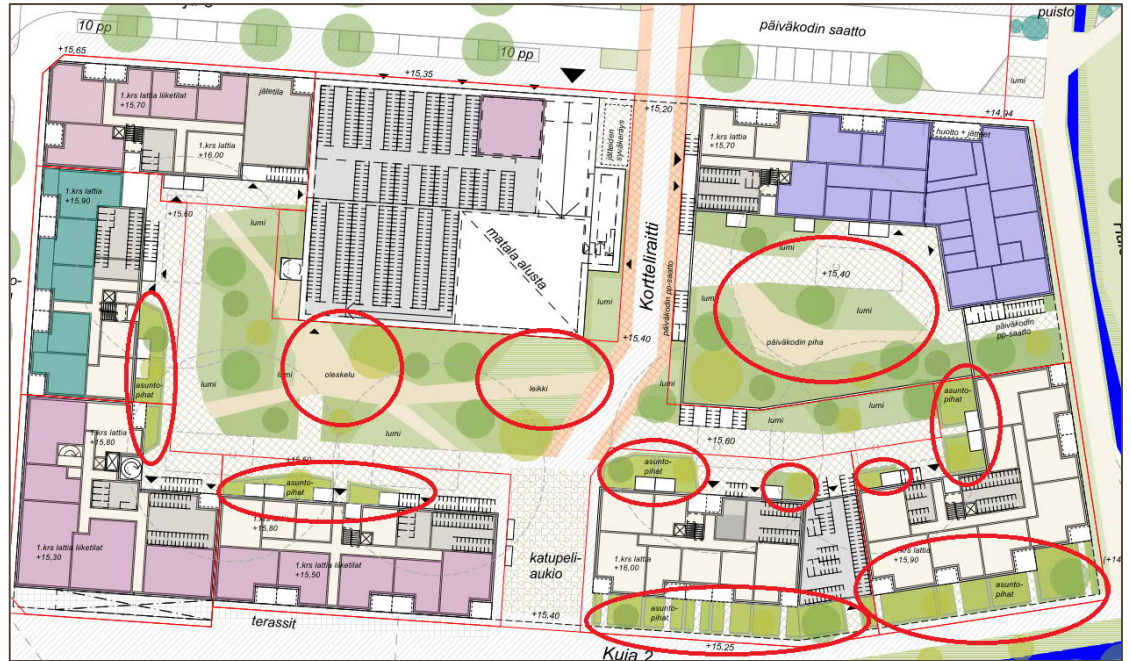 10 pp
+15,65
10 pp
päiväkodin saatto
puisto
lumi
+15,35
1.krs lattia liiketilat
+15,70
jätetila
1.krs lattia
+16,00
jätteiden
syväkeräys
+15,20
+14,94
1.krs lattia
+15,70
huolto + jätteet
1.krs lattia
+15,90
+15,60
lumi
matala alusta
Kortteliraitti
päiväkodin pp-saatto
lumi
+15,40
lumi
lumi
päiväkodin
pp-saatto
+15,40
päiväkodin piha
asunto-
pihat
lumi
lumi
oleskelu
leikki
lumi
lumi
asunto-
pihat
lumi
lumi
1.krs lattia
+15,80
+15,60
asunto-
pihat
asunto-
pihat
1.krs lattia
+15,80
1.krs lattia liiketilat
+15,30
1.krs lattia liiketilat
+15,50
katupeli-
aukio
1.krs lattia
+16,00
1.krs lattia
+15,90
asunto-
pihat
asunto-
pihat
terassit
+15,40
+15,25
Kuja 2